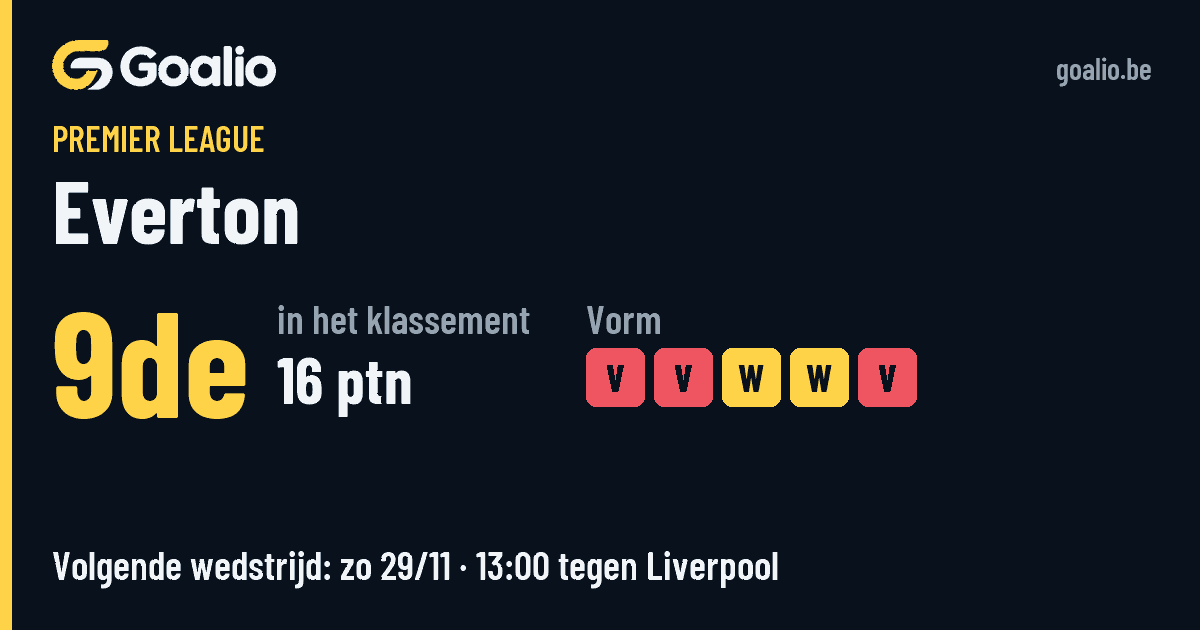 Goalio
goalio.be
PREMIER LEAGUE
Everton
9de
in het klassement
16 ptn
Vorm
V V W W V
Volgende wedstrijd: zo 29/11 · 13:00 tegen Liverpool